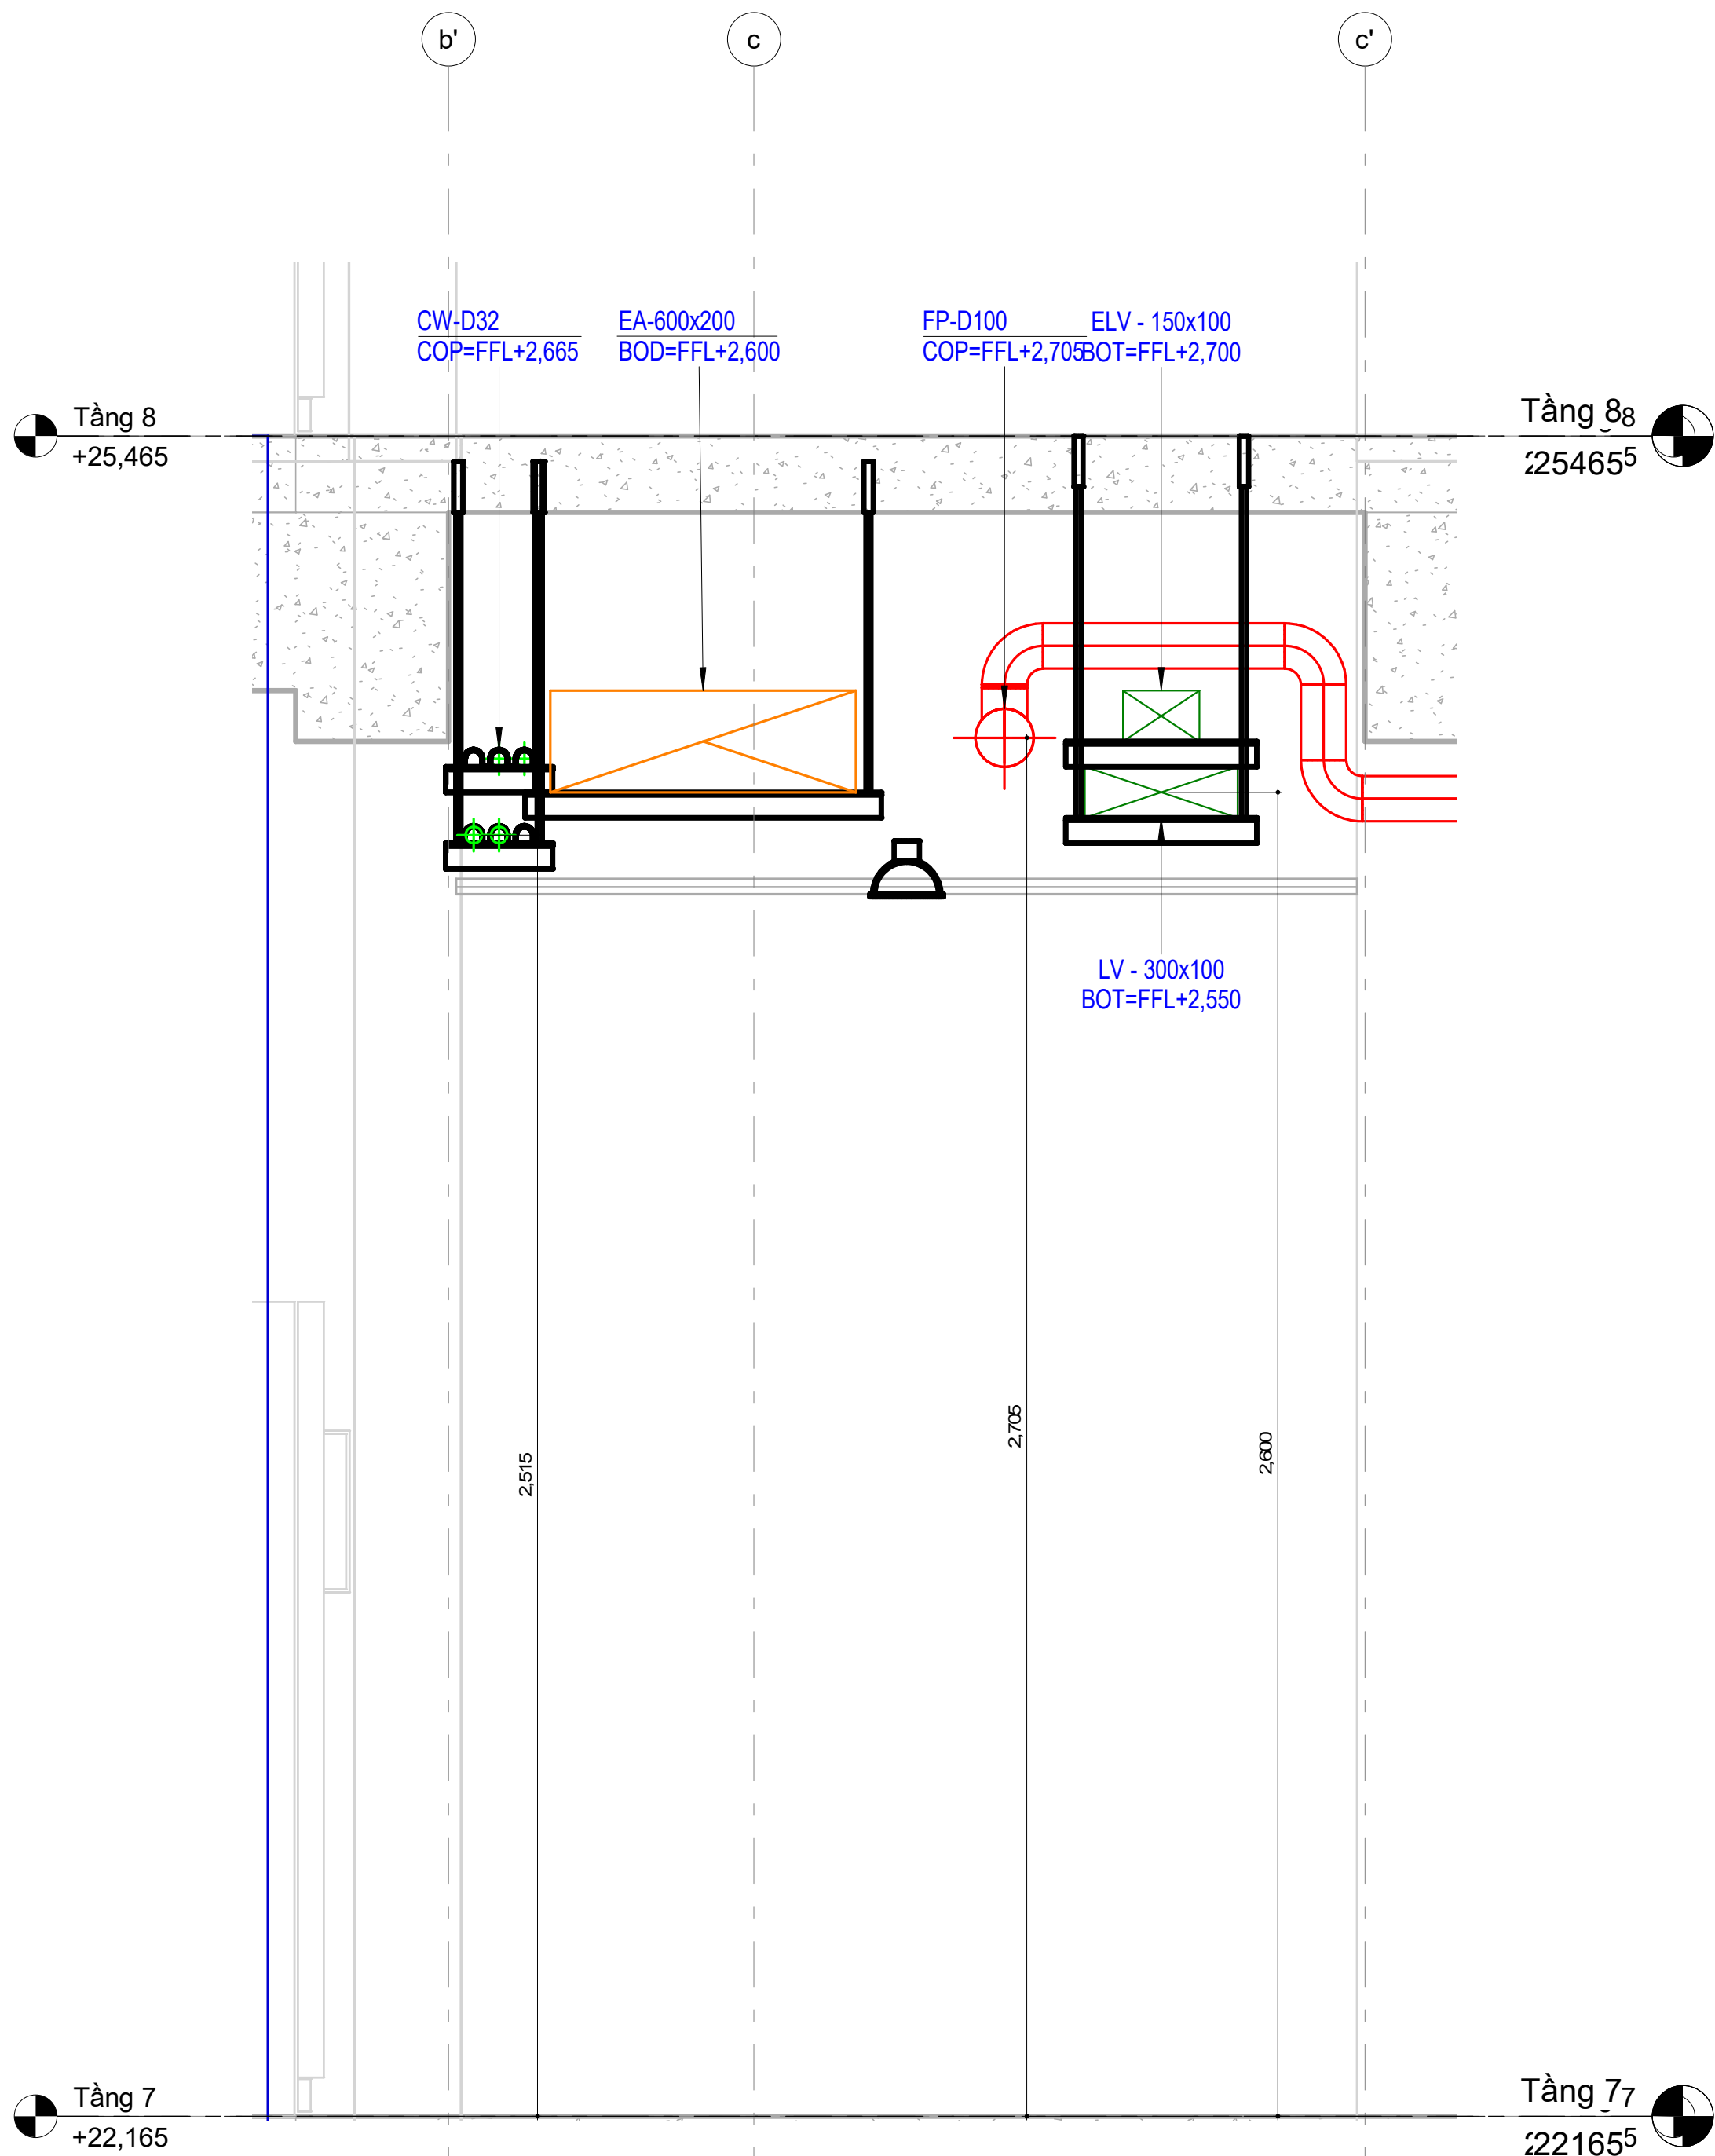 b'
c
c'
CW-D32
COP=FFL+2,665
EA-600x200
BOD=FFL+2,600
FP-D100
COP=FFL+2,705
ELV - 150x100
BOT=FFL+2,700
Tầng 8
+25,465
Tầng 8
LV - 300x100
BOT=FFL+2,550
2,515
2,705
2,600
Tầng 7
+22,165
Tầng 7